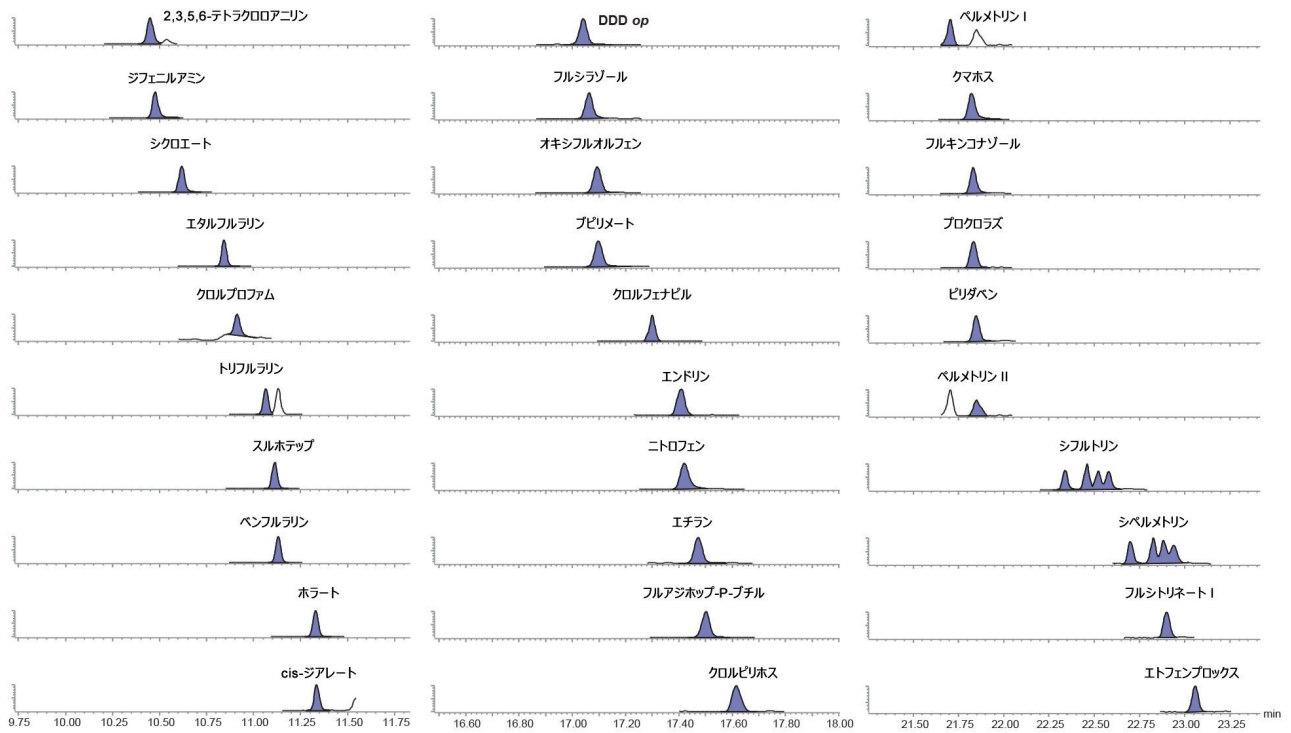 2,3,5,6-テトラクロロアニリン
ジフェニルアミン
シクロエート
エタルフルラリン
クロルプロファム
トリフルラリン
スルホテップ
ベンフルラリン
ホラート
cis-ジアレート
9.75 10.00 10.25 10.50 10.75 11.00 11.25 11.50 11.75
DDD op
フルシラゾール
オキシフルオルフェン
ブピリメート
クロルフェナピル
エンドリン
ニトロフェン
エチラン
フルアジホップ-P-ブチル
クロルピリホス
16.60 16.80 17.00 17.20 17.40 17.60 17.80 18.00
ペルメトリン I
クマホス
フルキンコナゾール
プロクロラズ
ピリダベン
ペルメトリン II
シフルトリン
シペルメトリン
フルシトリネート I
エトフェンプロックス
21.50 21.75 22.00 22.25 22.50 22.75 23.00 23.25 min